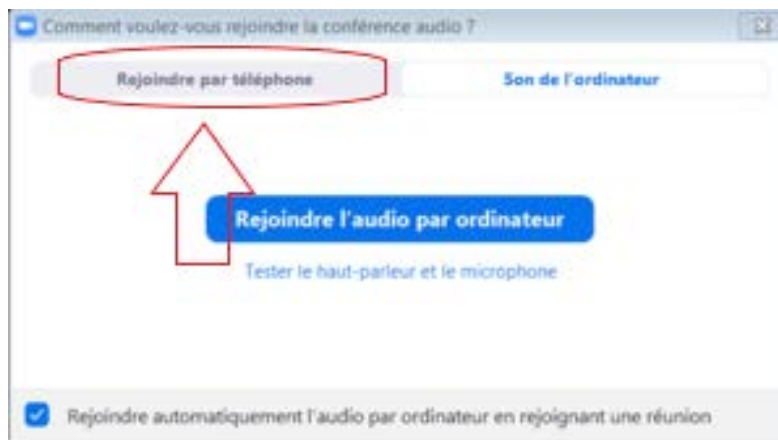 Comment voulez-vous rejoindre la conférence audio ?
Rejoindre par téléphone
Son de l'ordinateur
Rejoindre l'audio par ordinateur
Tester le haut-parleur et le microphone
Rejoindre automatiquement l'audio par ordinateur en rejoignant une réunion